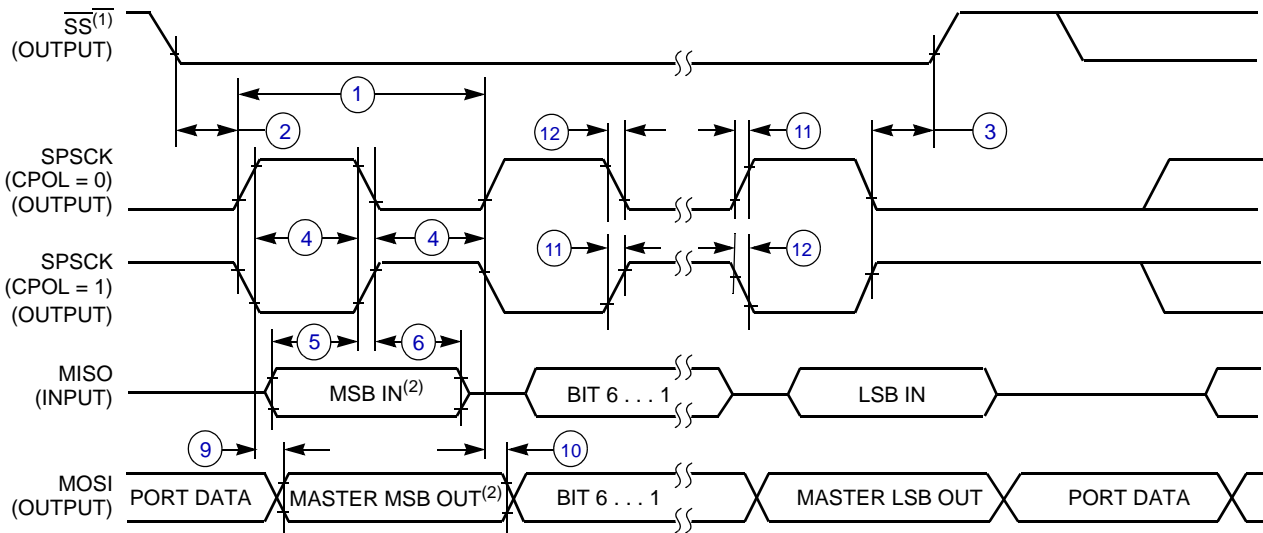 SS(1)
(OUTPUT)
1
2
12
11
3
SPSCK
(CPOL = 0)
(OUTPUT)
4
4
11
12
SPSCK
(CPOL = 1)
(OUTPUT)
5
6
MISO
(INPUT)
MSB IN(2)
BIT 6 . . . 1
LSB IN
9
10
MOSI
(OUTPUT)
PORT DATA
MASTER MSB OUT(2)
BIT 6 . . . 1
MASTER LSB OUT
PORT DATA